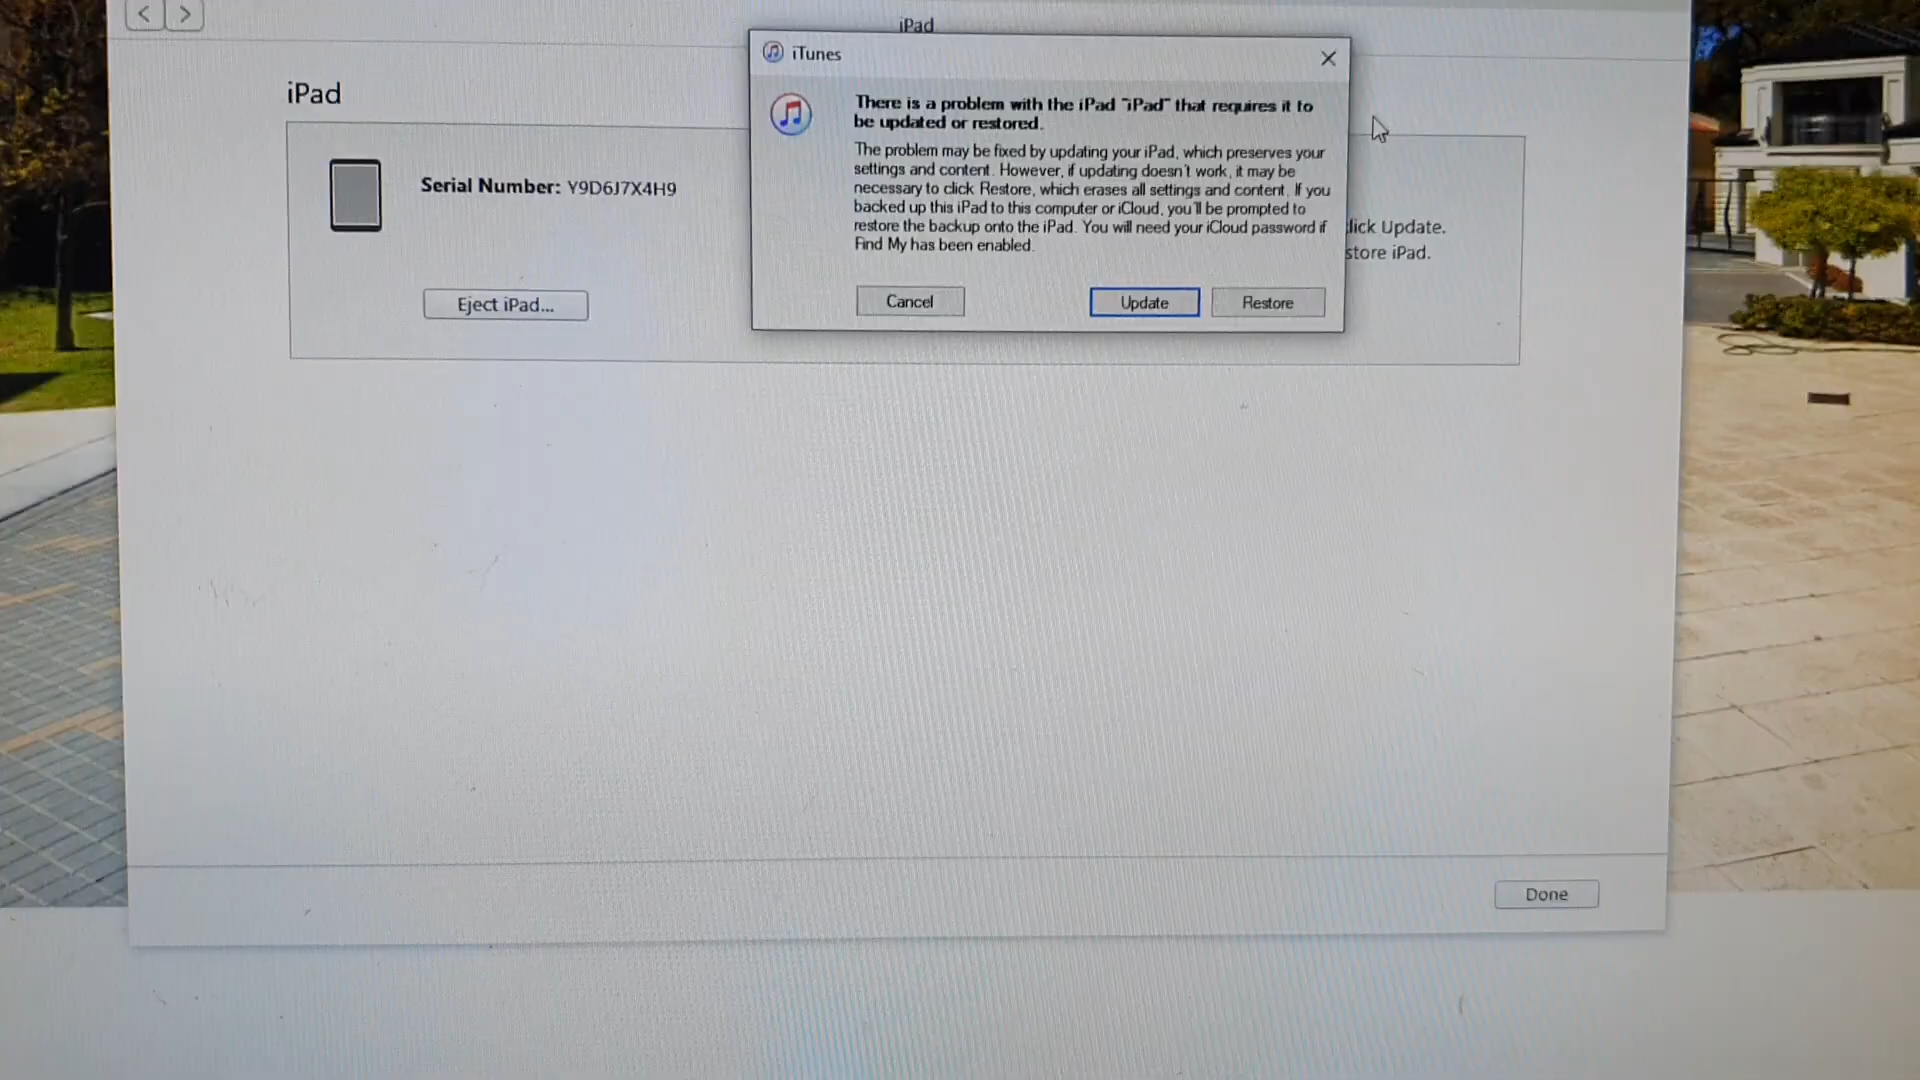 iPad
iTunes
iPad
There is a problem with the iPad "iPad" that requires it to
be updated or restored.
The problem may be fixed by updating your iPad, which preserves your
settings and content. However, if updating doesn't work, it may be
necessary to click Restore, which erases all settings and content. If you
backed up this iPad to this computer or iCloud, you'll be prompted to
restore the backup onto the iPad. You will need your iCloud password if
Find My has been enabled.
Serial Number: Y9D6J7X4H9
lick Update.
store iPad.
Eject iPad...
Cancel
Update
Restore
Done